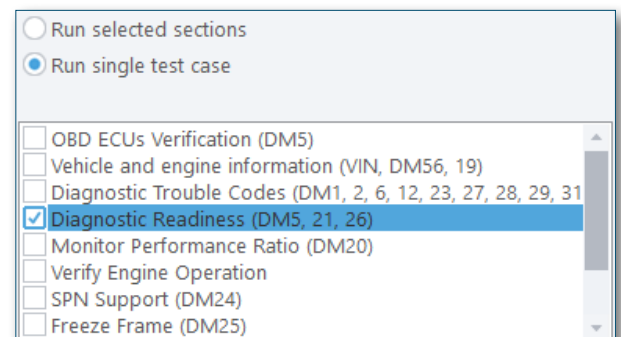 Run selected sections
Run single test case
OBD ECUs Verification (DM5)
Vehicle and engine information (VIN, DM56, 19)
Diagnostic Trouble Codes (DM1, 2, 6, 12, 23, 27, 28, 29, 31
Diagnostic Readiness (DM5, 21, 26)
Monitor Performance Ratio (DM20)
Verify Engine Operation
SPN Support (DM24)
Freeze Frame (DM25)